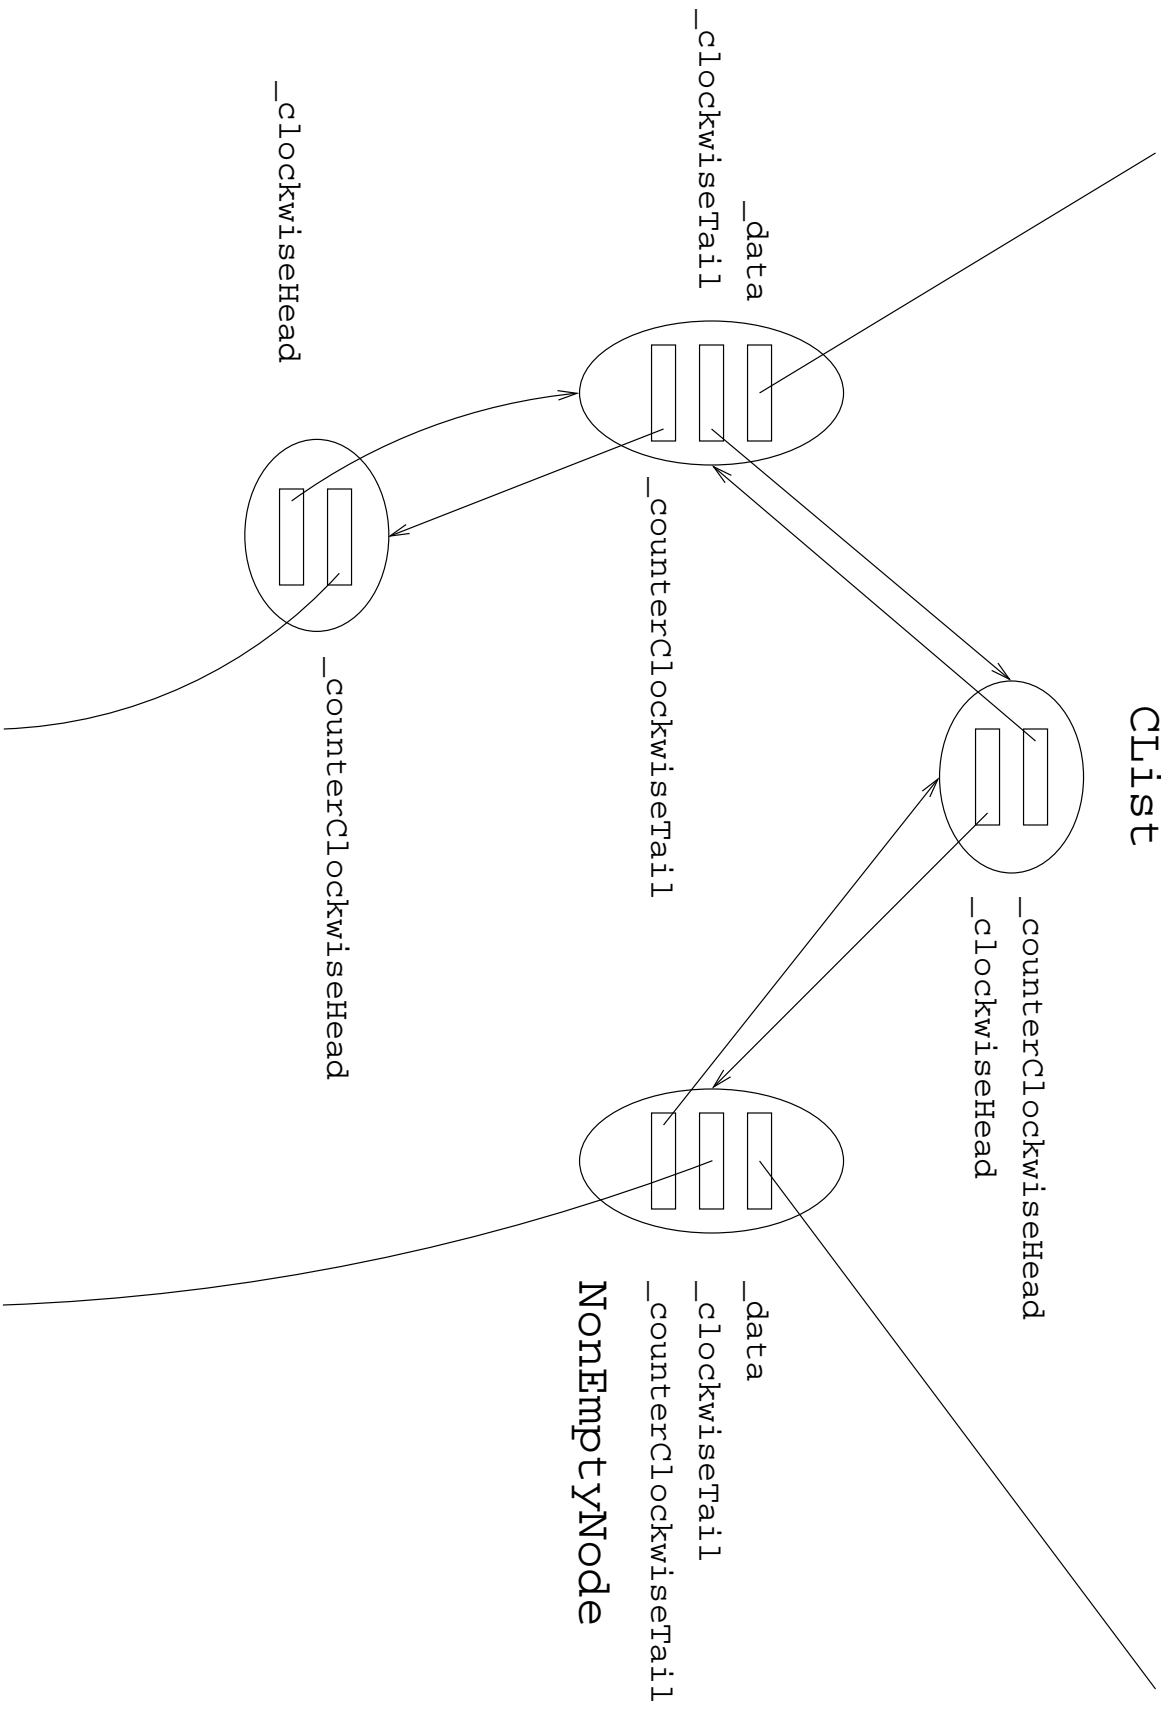 CList
_counterClockwiseHead
_clockwiseHead
_data
_clockwiseTail
_counterClockwiseTail
_data
_clockwiseTail
_counterClockwiseTail
NonEmptyNode
_counterClockwiseHead
_clockwiseHead